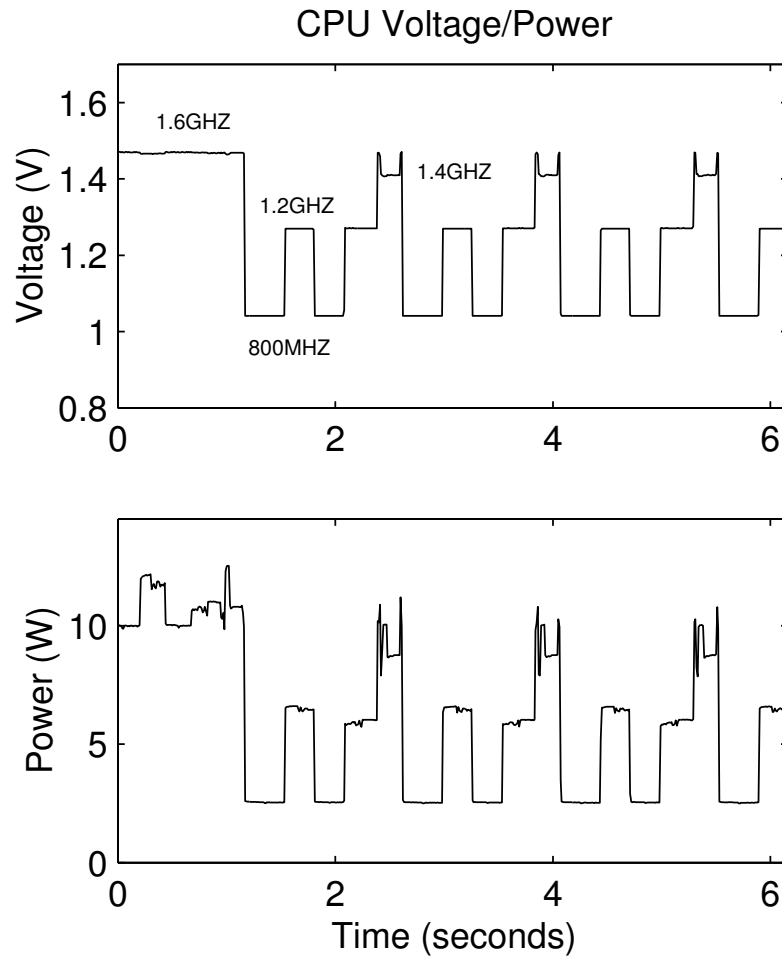 CPU Voltage/Power
Voltage (V)
1.6
1.4
1.2
1
0.8
1.6GHZ
1.2GHZ
1.4GHZ
800MHZ
0 2 4 6
Power (W)
10
5
0
0 2 4 6
Time (seconds)